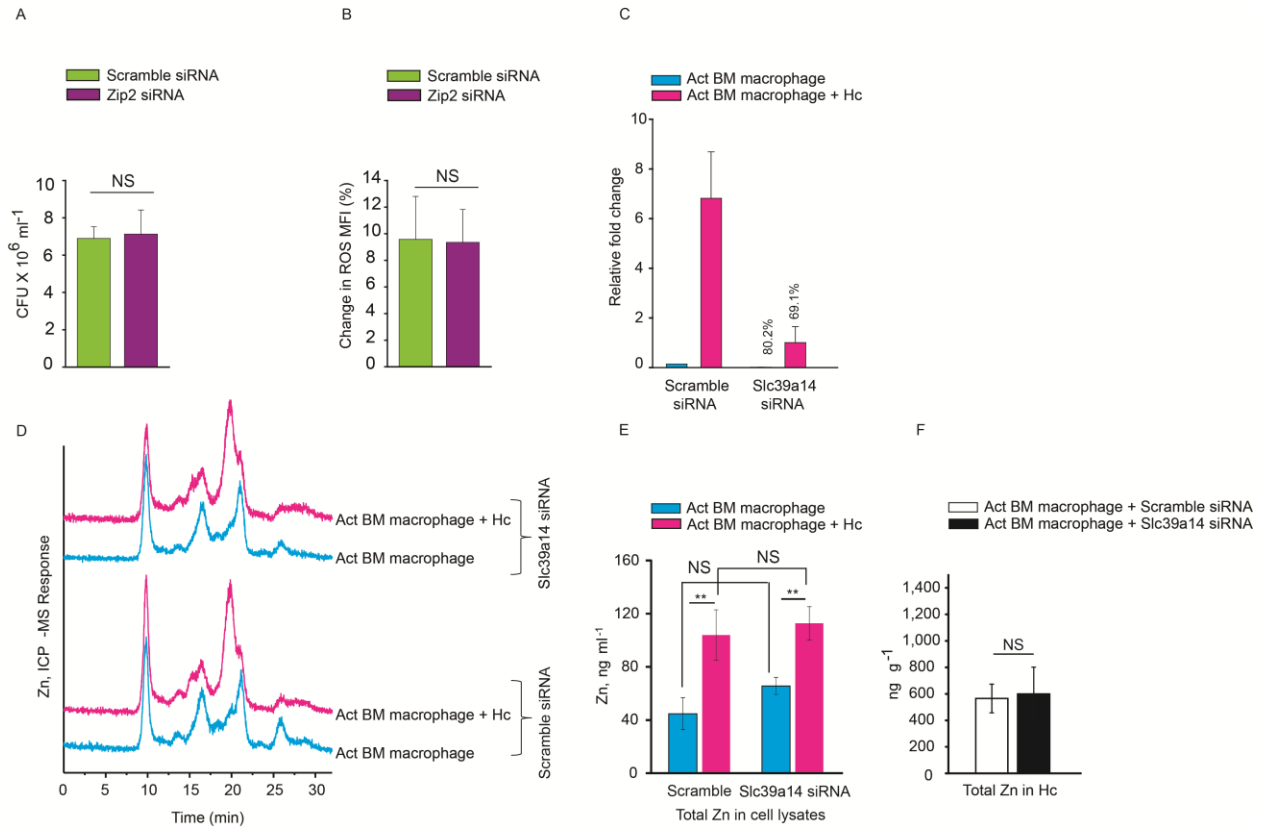 A
Scramble siRNA
Zip2 siRNA
NS
10
8
6
4
2
0
CFU X 10⁶ ml⁻¹
B
Scramble siRNA
Zip2 siRNA
NS
14
12
10
8
6
4
2
0
Change in ROS MFI (%)
C
Act BM macrophage
Act BM macrophage + Hc
10
8
6
4
2
0
Relative fold change
80.2%
69.1%
Scramble
siRNA
Slc39a14
siRNA
D
Zn, ICP -MS Response
Act BM macrophage + Hc
Act BM macrophage
Slc39a14 siRNA
Act BM macrophage + Hc
Act BM macrophage
Scramble siRNA
0 5 10 15 20 25 30
Time (min)
E
Act BM macrophage
Act BM macrophage + Hc
160
120
80
40
0
Zn, ng ml⁻¹
NS
NS
**
**
Scramble Slc39a14 siRNA
Total Zn in cell lysates
F
Act BM macrophage + Scramble siRNA
Act BM macrophage + Slc39a14 siRNA
1,400
1,200
1,000
800
600
400
200
0
ng g⁻¹
NS
Total Zn in Hc